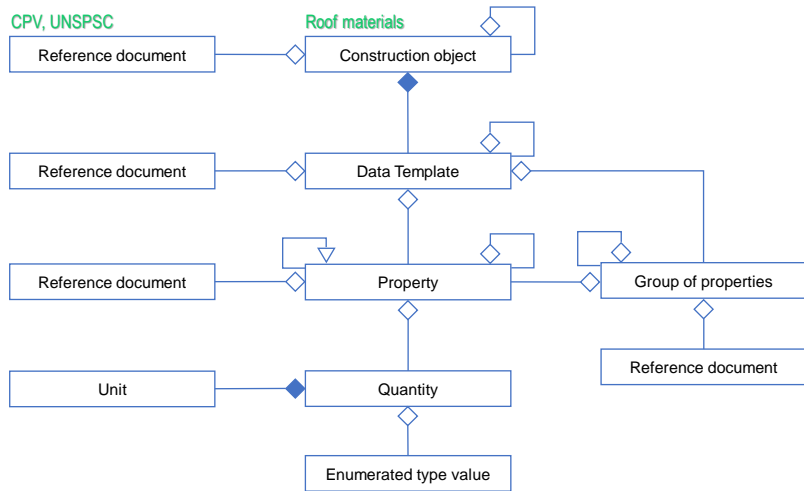 CPV, UNSPSC
Roof materials
Reference document
Construction object
Reference document
Data Template
Reference document
Property
Group of properties
Reference document
Unit
Quantity
Enumerated type value